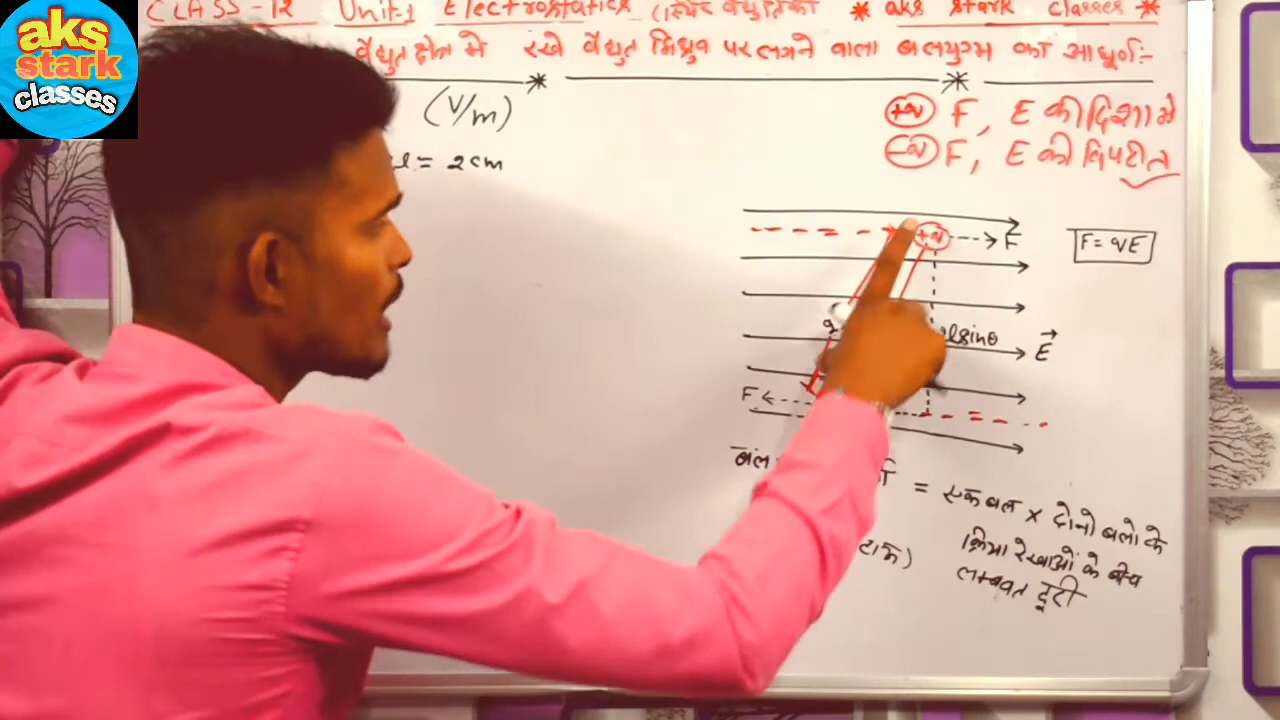 CLASS-12 Unit-1 Electrostatics (स्थिर वैद्युतिकी) * aks stark classes *
aks
stark
classes
वैद्युत क्षेत्र में रखे वैद्युत द्विध्रुव पर लगने वाला बलयुग्म का आघूर्ण:-
(V/m)
+q F, E की दिशा में
-q F, E की विपरीत
= 2cm
+q F
F = qE
2lsinθ
E
F
बल
= एक बल × दोनो बलो के
क्रिया रेखाओं के बीच
लम्बवत दूरी